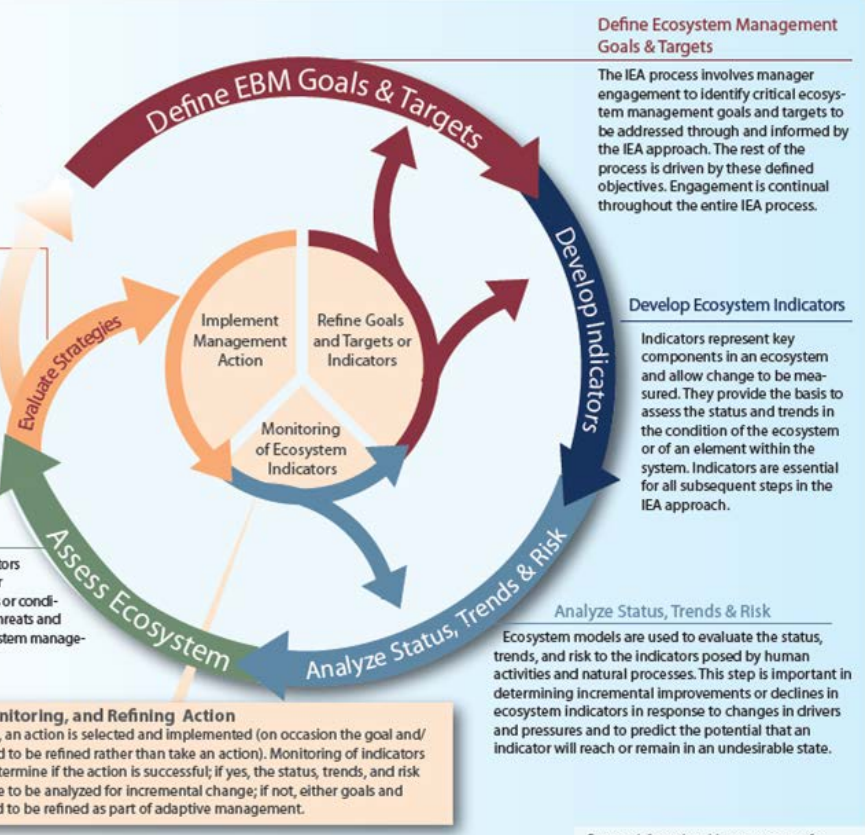 Define Ecosystem Management
Goals & Targets
The IEA process involves manager
engagement to identify critical ecosys-
tem management goals and targets to
be addressed through and informed by
the IEA approach. The rest of the
process is driven by these defined
objectives. Engagement is continual
throughout the entire IEA process.
Define EBM Goals & Targets
Develop Indicators
Develop Ecosystem Indicators
Indicators represent key
components in an ecosystem
and allow change to be mea-
sured. They provide the basis to
assess the status and trends in
the condition of the ecosystem
or of an element within the
system. Indicators are essential
for all subsequent steps in the
IEA approach.
Evaluate Strategies
Implement
Management
Action
Refine Goals
and Targets or
Indicators
Monitoring
of Ecosystem
Indicators
Assess Ecosystem
Analyze Status, Trends & Risk
Analyze Status, Trends & Risk
Ecosystem models are used to evaluate the status,
trends, and risk to the indicators posed by human
activities and natural processes. This step is important in
determining incremental improvements or declines in
ecosystem indicators in response to changes in drivers
and pressures and to predict the potential that an
indicator will reach or remain in an undesirable state.
tors
r
or condi-
hreats and
stem manage-
nitoring, and Refining Action
, an action is selected and implemented (on occasion the goal and/
d to be refined rather than take an action). Monitoring of indicators
termine if the action is successful; if yes, the status, trends, and risk
e to be analyzed for incremental change; if not, either goals and
d to be refined as part of adaptive management.